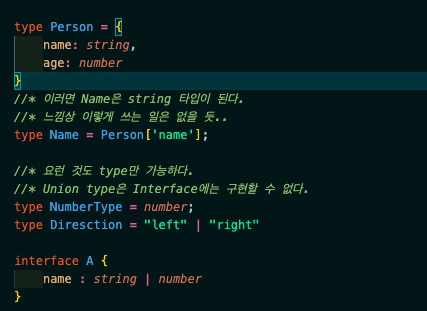 type Person = {
name: string,
age: number
}
//* 이러면 Name은 string 타입이 된다.
//* 느낌상 이렇게 쓰는 일은 없을 듯..
type Name = Person['name'];
//* 요런 것도 type만 가능하다.
//* Union type은 Interface에는 구현할 수 없다.
type NumberType = number;
type Diresction = "left" | "right"
interface A {
name : string | number
}